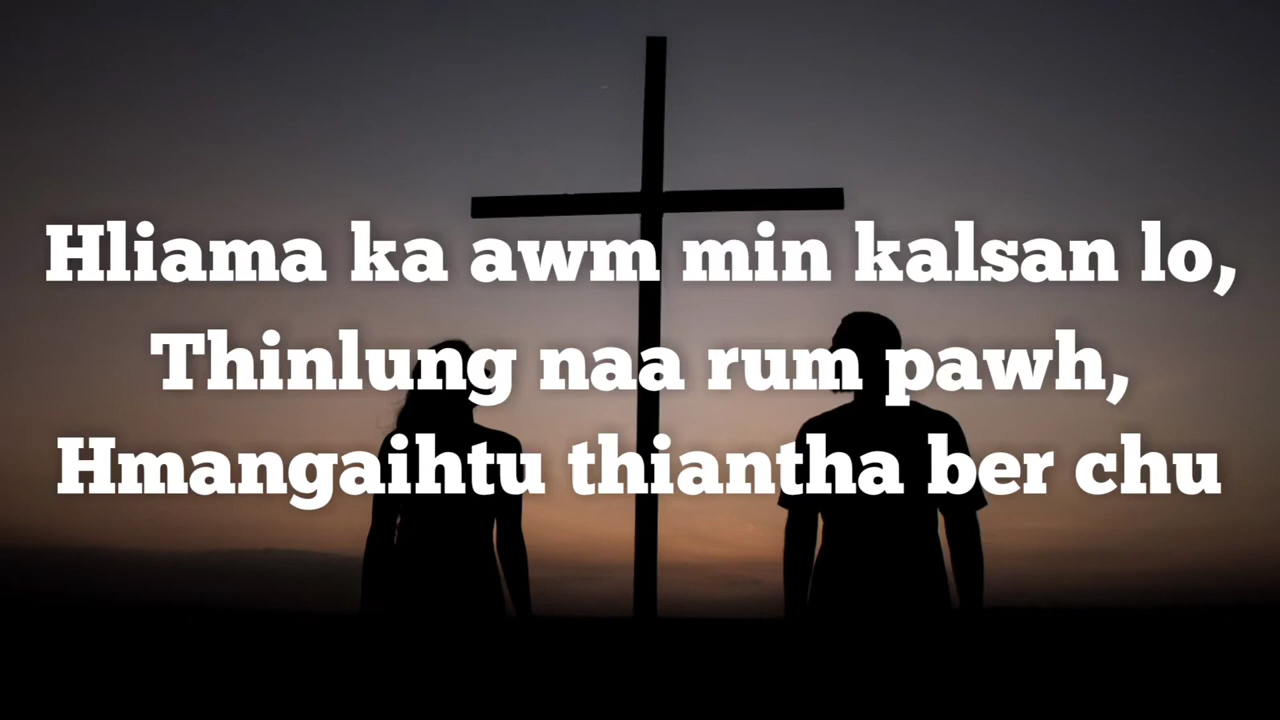 Hliama ka awm min kalsan lo,
Thinlung naa rum pawh,
Hmangaihtu thiantha ber chu